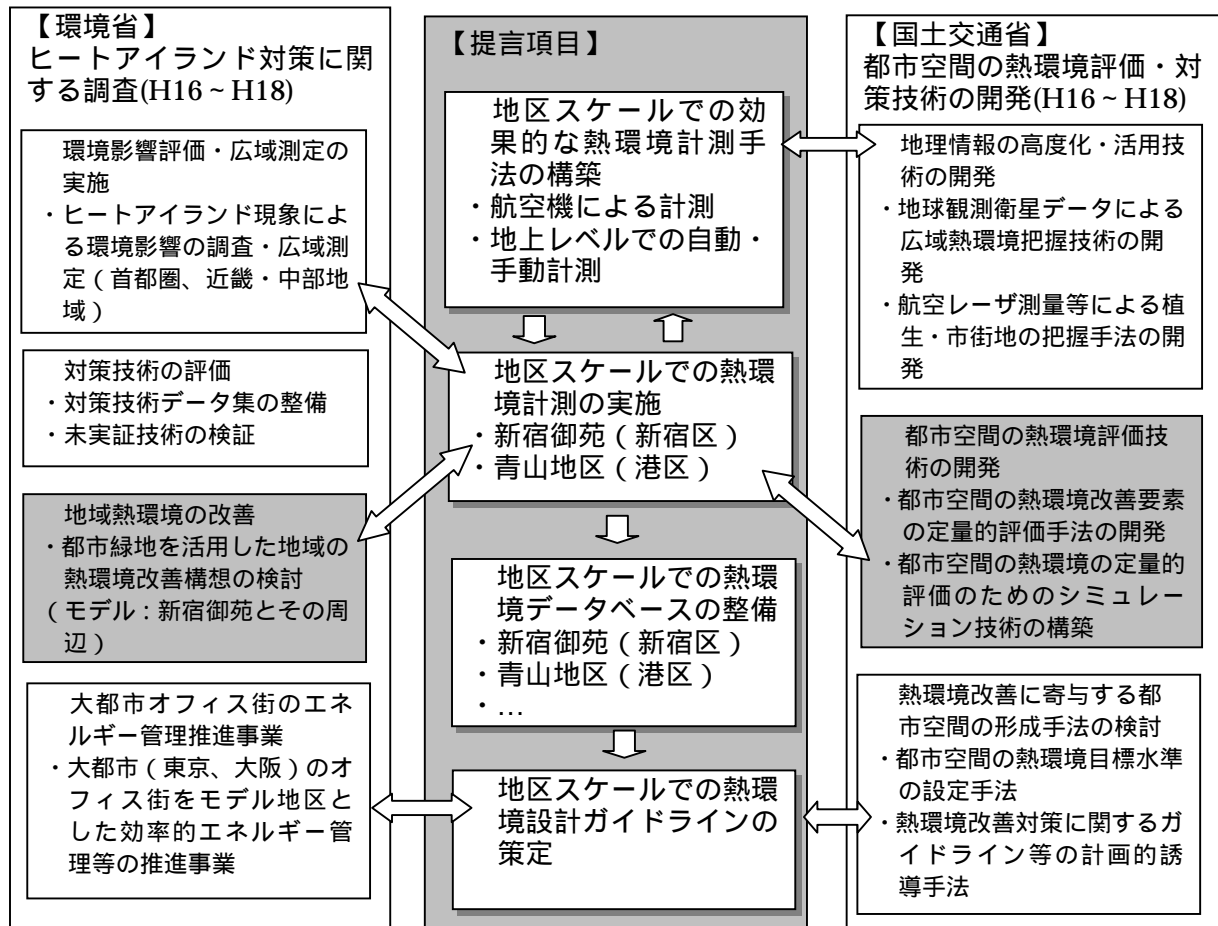 【環境省】
ヒートアイランド対策に関
する調査(H16～H18)
環境影響評価・広域測定の
実施
・ヒートアイランド現象によ
る環境影響の調査・広域測
定（首都圏、近畿・中部地
域）
対策技術の評価
・対策技術データ集の整備
・未実証技術の検証
地域熱環境の改善
・都市緑地を活用した地域の
熱環境改善構想の検討
（モデル：新宿御苑とその周
辺）
大都市オフィス街のエネ
ルギー管理推進事業
・大都市（東京、大阪）のオ
フィス街をモデル地区と
した効率的エネルギー管
理等の推進事業
【提言項目】
地区スケールでの効
果的な熱環境計測手
法の構築
・航空機による計測
・地上レベルでの自動・
手動計測
地区スケールでの熱環
境計測の実施
・新宿御苑（新宿区）
・青山地区（港区）
地区スケールでの熱環
境データベースの整備
・新宿御苑（新宿区）
・青山地区（港区）
・…
地区スケールでの熱環
境設計ガイドラインの
策定
【国土交通省】
都市空間の熱環境評価・対
策技術の開発(H16～H18)
地理情報の高度化・活用技
術の開発
・地球観測衛星データによる
広域熱環境把握技術の開
発
・航空レーザ測量等による植
生・市街地の把握手法の開
発
都市空間の熱環境評価技
術の開発
・都市空間の熱環境改善要素
の定量的評価手法の開発
・都市空間の熱環境の定量的
評価のためのシミュレー
ション技術の構築
熱環境改善に寄与する都
市空間の形成手法の検討
・都市空間の熱環境目標水準
の設定手法
・熱環境改善対策に関するガ
イドライン等の計画的誘
導手法